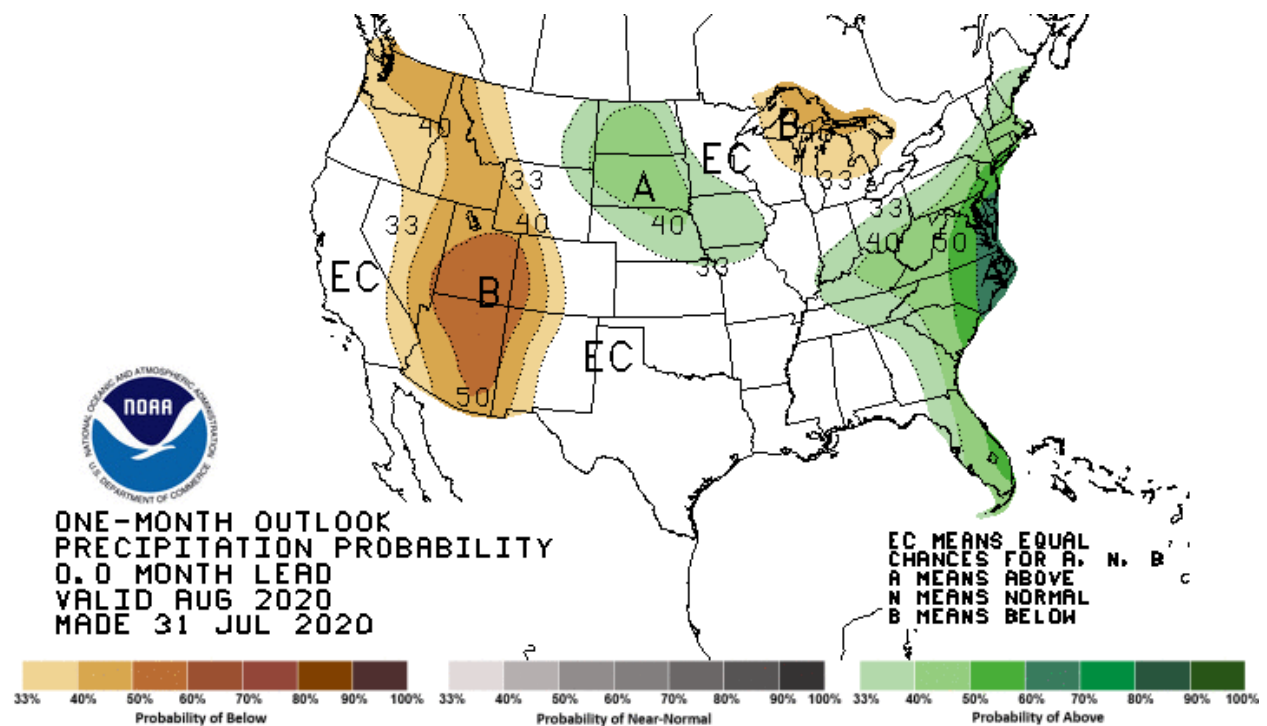 40
B
40
EC
33
A
33
33
40
40
33
40
50
33
EC
B
A
33
EC
50
NATIONAL OCEANIC AND ATMOSPHERIC ADMINISTRATION
NOAA
U.S. DEPARTMENT OF COMMERCE
ONE-MONTH OUTLOOK
PRECIPITATION PROBABILITY
0.0 MONTH LEAD
VALID AUG 2020
MADE 31 JUL 2020
EC MEANS EQUAL
CHANCES FOR A, N, B
A MEANS ABOVE
N MEANS NORMAL
B MEANS BELOW
33% 40% 50% 60% 70% 80% 90% 100%
Probability of Below
33% 40% 50% 60% 70% 80% 90% 100%
Probability of Near-Normal
33% 40% 50% 60% 70% 80% 90% 100%
Probability of Above